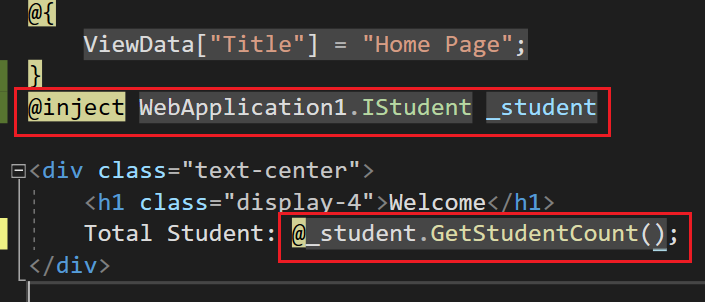 @{
ViewData["Title"] = "Home Page";
}
@inject WebApplication1.IStudent _student
<div class="text-center">
<h1 class="display-4">Welcome</h1>
Total Student: @_student.GetStudentCount();
</div>